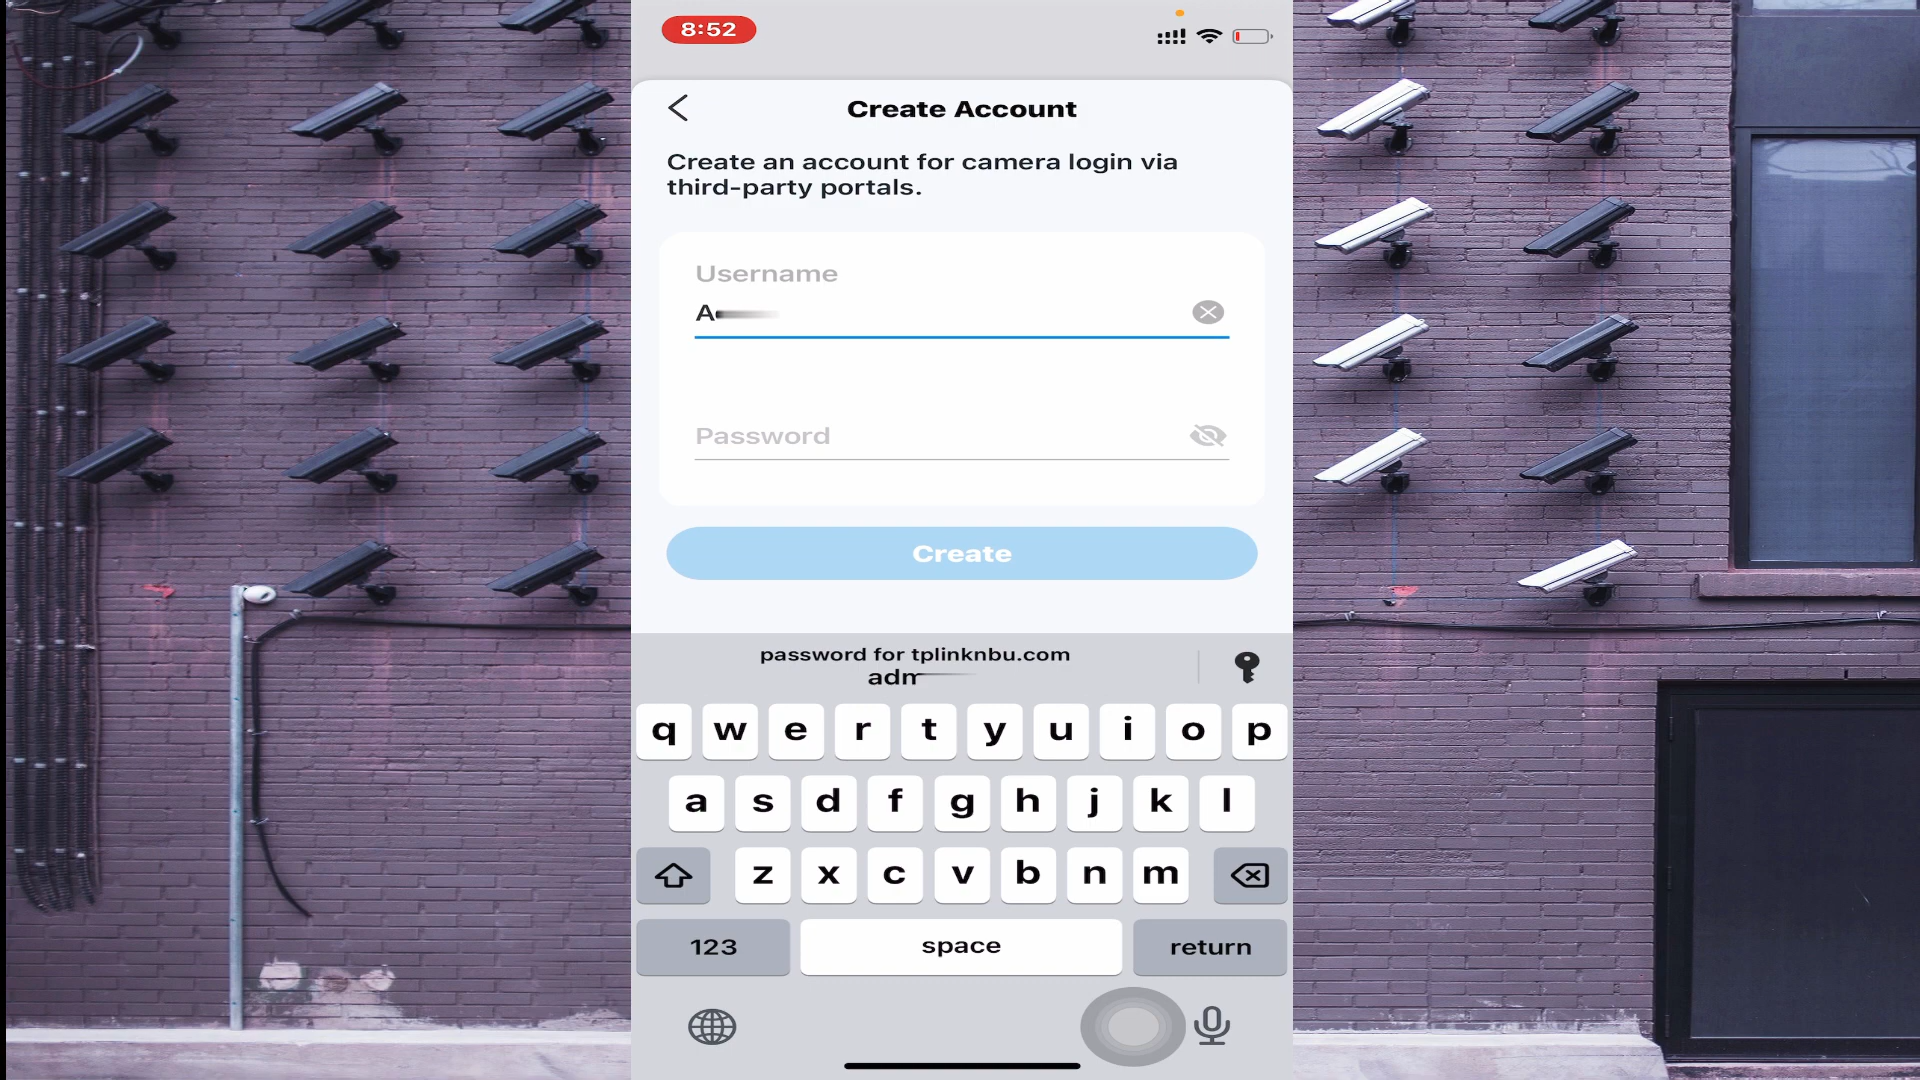 8:52
Create Account
Create an account for camera login via
third-party portals.
Username
A
Password
Create
password for tplinknbu.com
adm
q w e r t y u i o p
a s d f g h j k l
z x c v b n m
123 space return